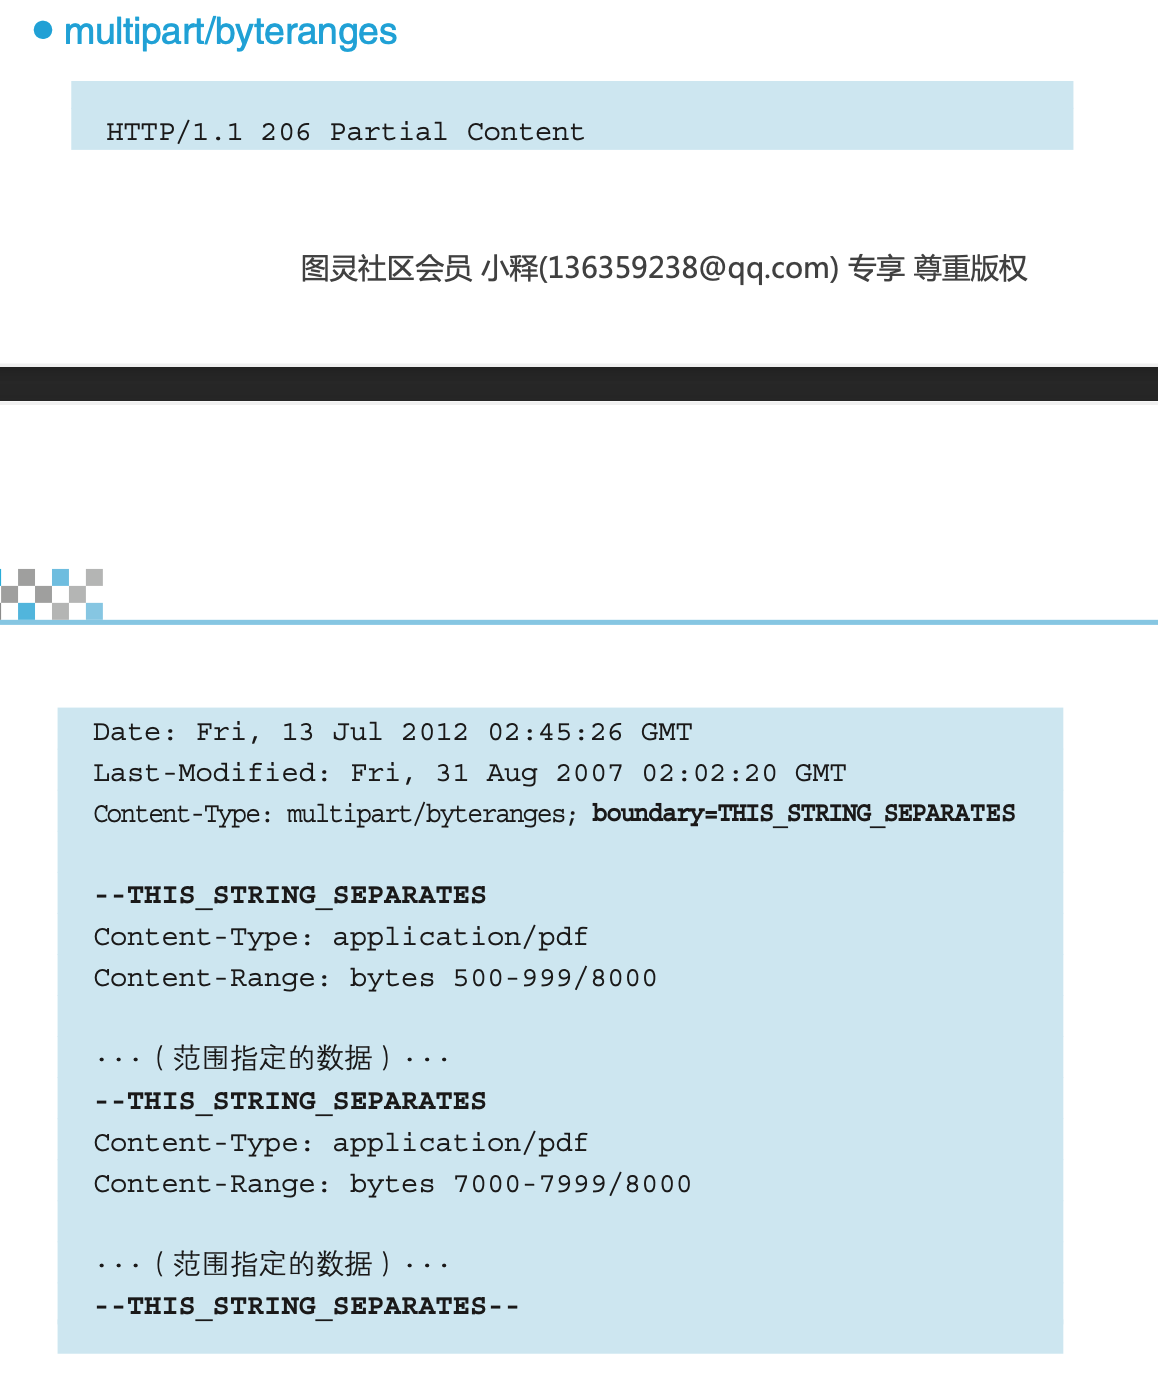 ● multipart/byteranges
HTTP/1.1 206 Partial Content
图灵社区会员 小释(136359238@qq.com) 专享 尊重版权
Date: Fri, 13 Jul 2012 02:45:26 GMT
Last-Modified: Fri, 31 Aug 2007 02:02:20 GMT
Content-Type: multipart/byteranges; boundary=THIS_STRING_SEPARATES
--THIS_STRING_SEPARATES
Content-Type: application/pdf
Content-Range: bytes 500-999/8000
···（范围指定的数据）···
--THIS_STRING_SEPARATES
Content-Type: application/pdf
Content-Range: bytes 7000-7999/8000
···（范围指定的数据）···
--THIS_STRING_SEPARATES--